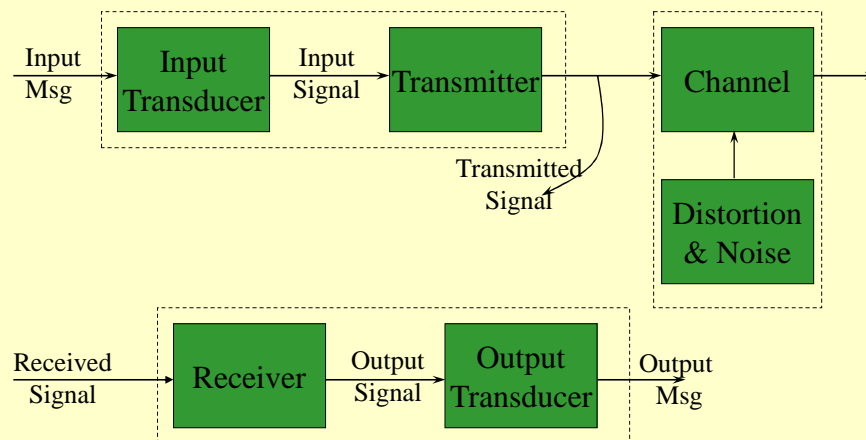 Input
Msg
Input
Transducer
Input
Signal
Transmitter
Channel
Transmitted
Signal
Distortion
& Noise
Received
Signal
Receiver
Output
Signal
Output
Transducer
Output
Msg